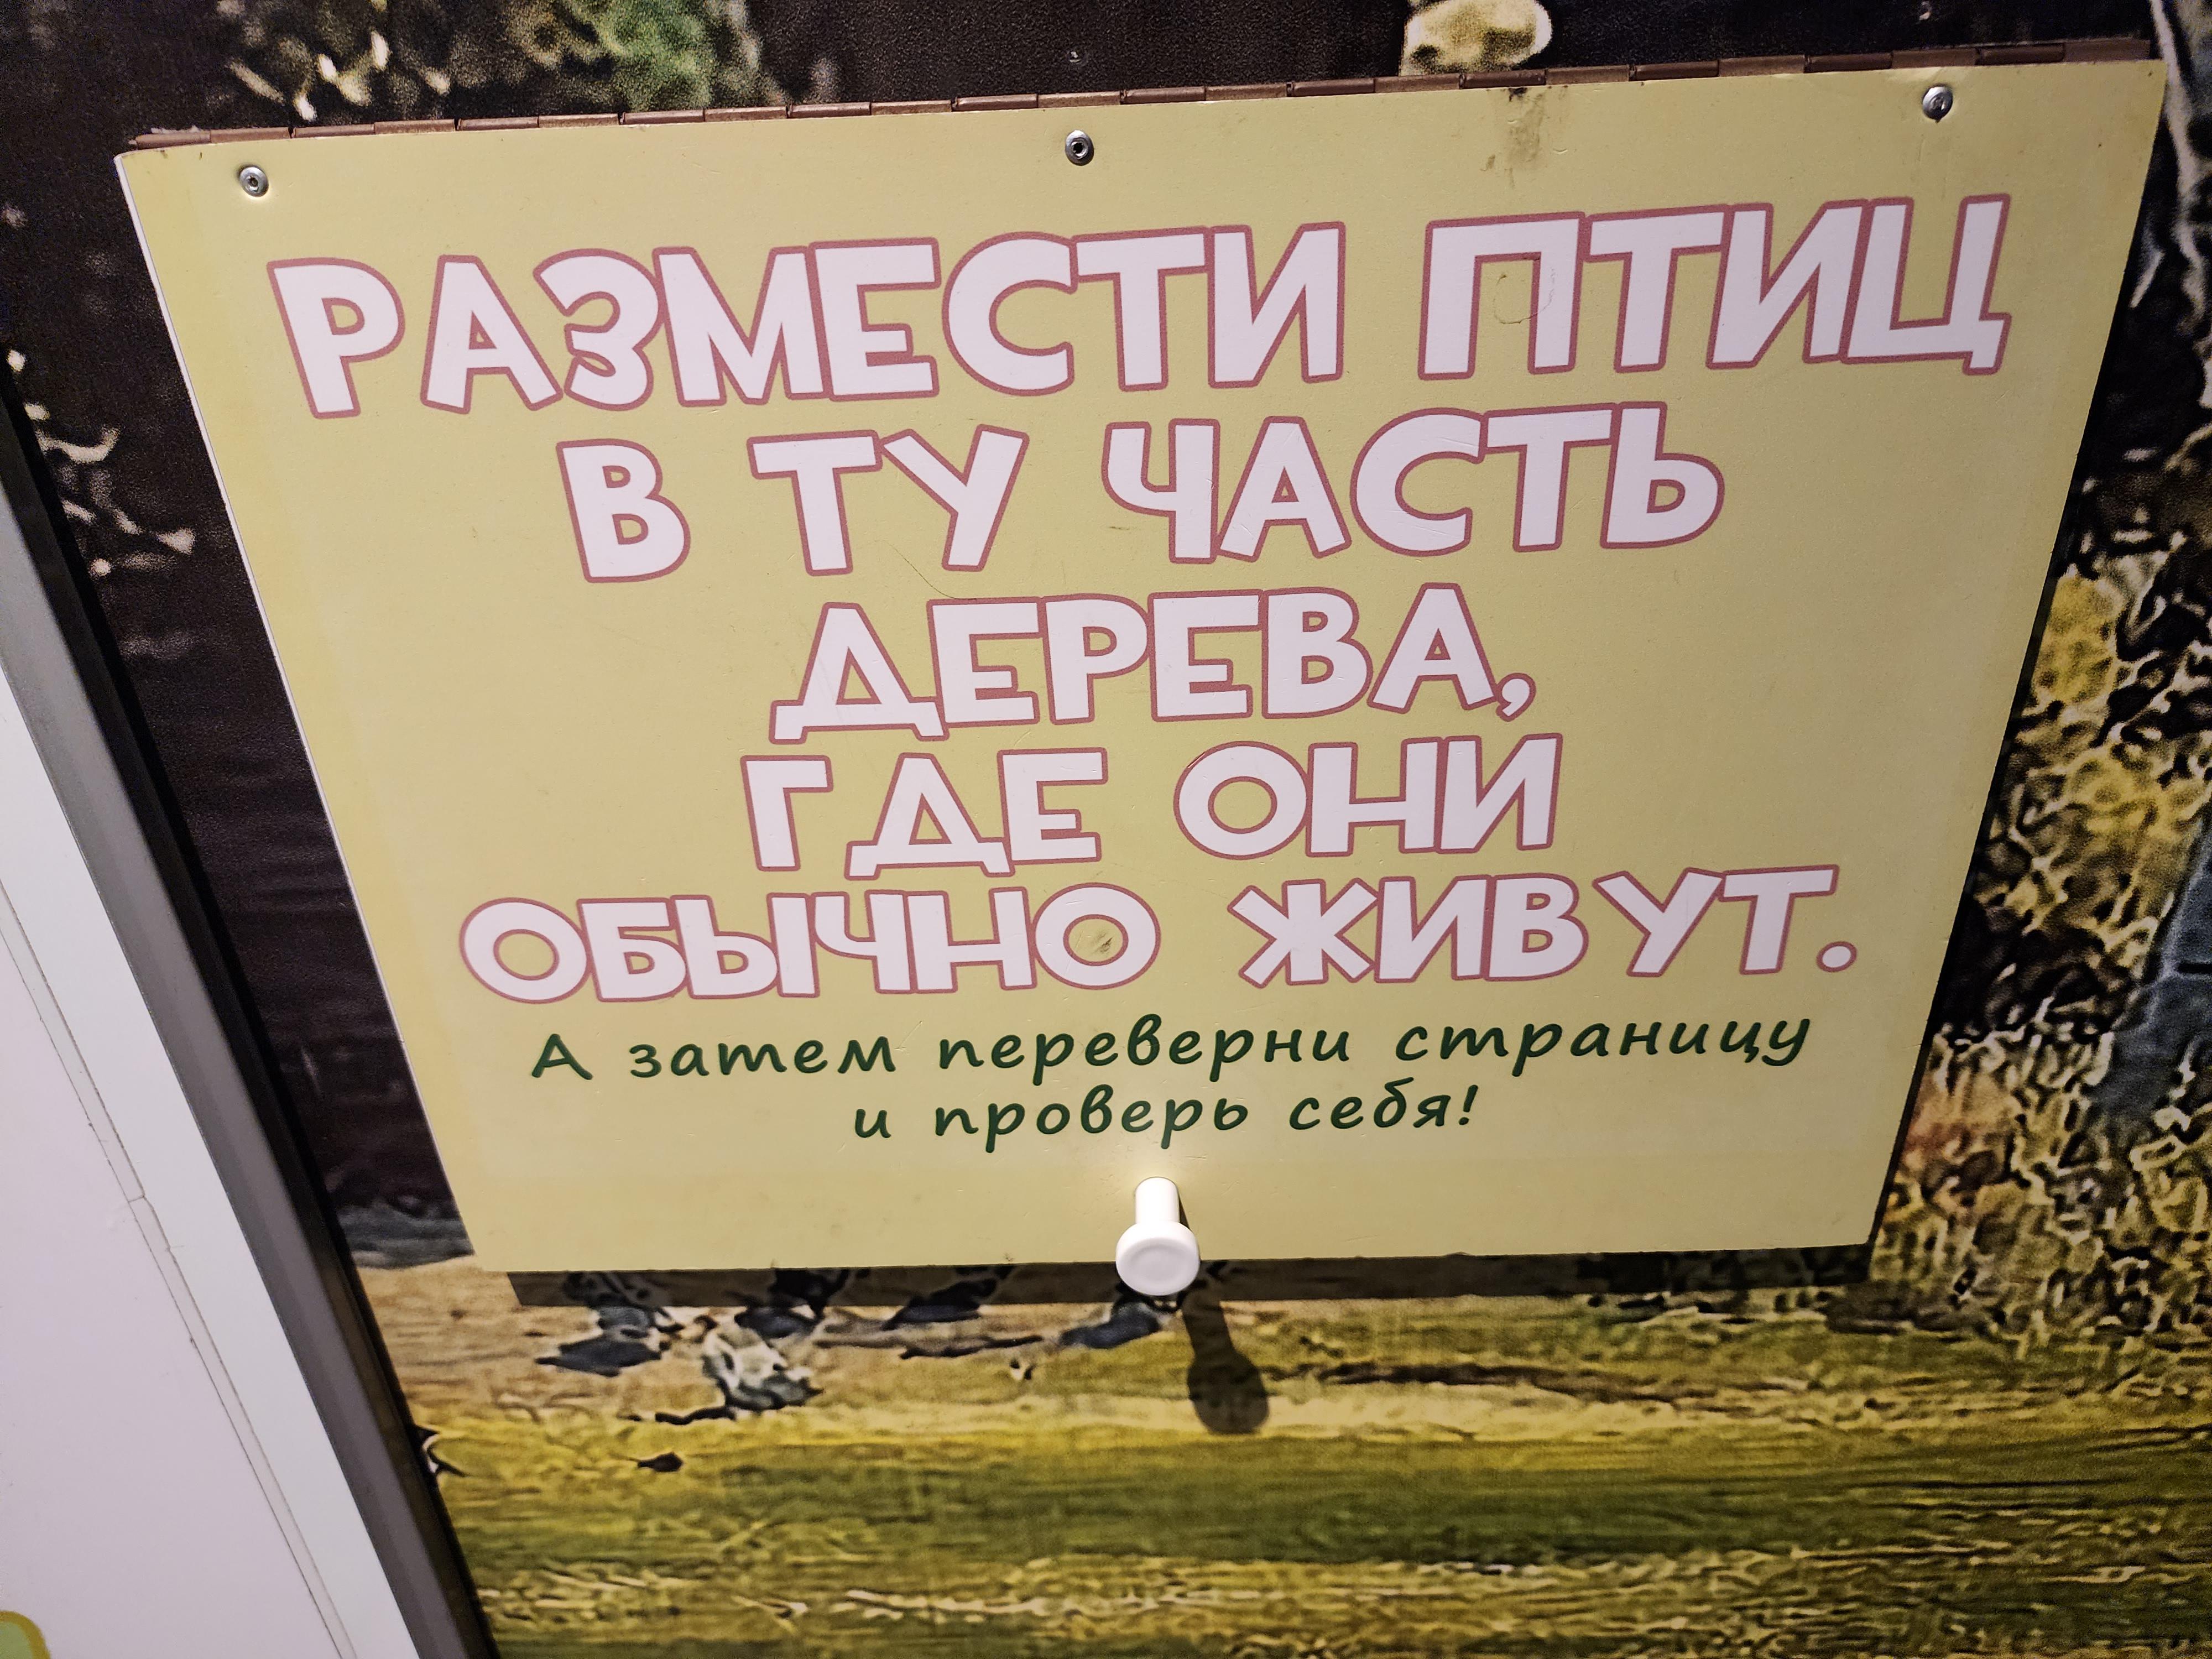 РАЗМЕСТИ ПТИЦ
В ТУ ЧАСТЬ
ДЕРЕВА,
ГДЕ ОНИ
ОБЫЧНО ЖИВУТ.
А затем переверни страницу
и проверь себя!